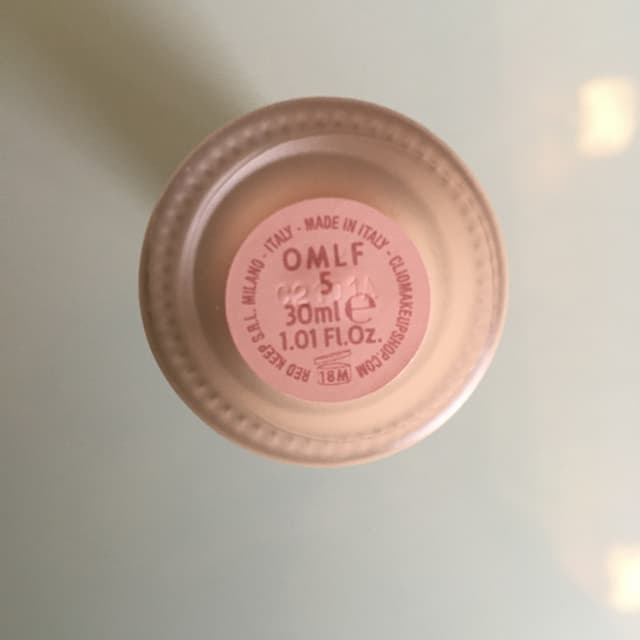 RED KEEP S.R.L. MILANO - ITALY - MADE IN ITALY - CLIOMAKEUPSHOP.COM
OMLF
5
30ml e
1.01 Fl.Oz.
18M